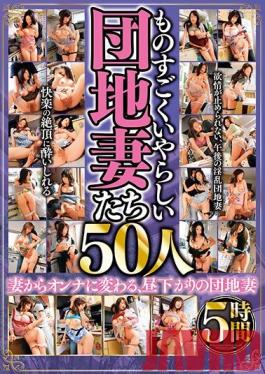 欲情が止められない、午後の淫乱団地妻
ものすごくいやらしい
団地妻たち
快楽の絶頂に酔いしれる
50人
妻からオンナに変わる、昼下がりの団地妻
5時間